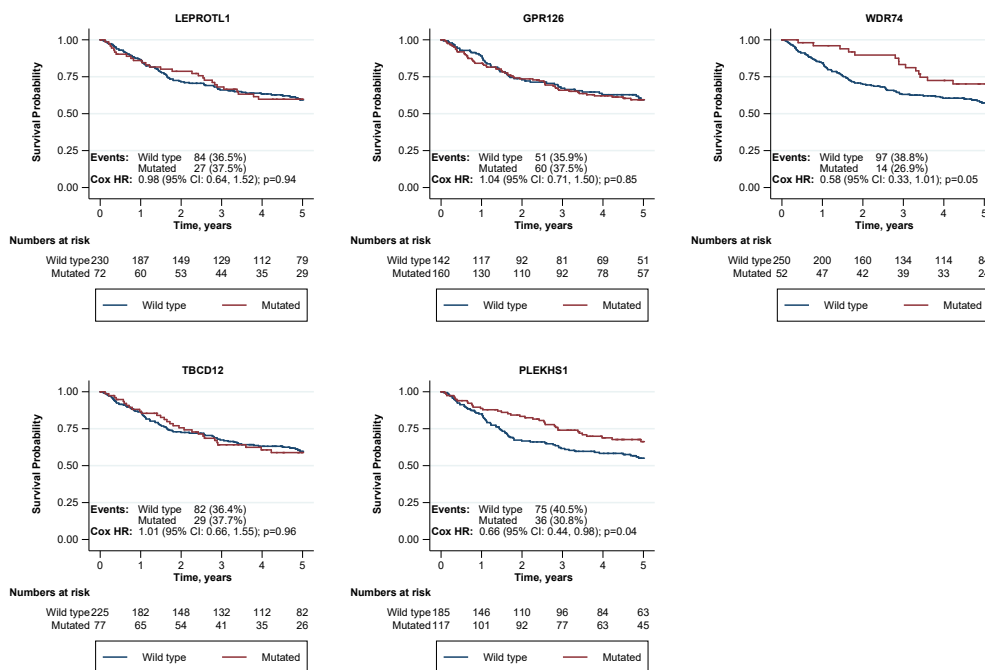 LEPROTL1
1.00
0.75
0.50
0.25
0.00
Survival Probability
Events: Wild type 84 (36.5%)
Mutated 27 (37.5%)
Cox HR: 0.98 (95% CI: 0.64, 1.52); p=0.94
0 1 2 3 4 5
Time, years
Numbers at risk
Wild type 230 187 149 129 112 79
Mutated 72 60 53 44 35 29
Wild type Mutated
GPR126
1.00
0.75
0.50
0.25
0.00
Survival Probability
Events: Wild type 51 (35.9%)
Mutated 60 (37.5%)
Cox HR: 1.04 (95% CI: 0.71, 1.50); p=0.85
0 1 2 3 4 5
Time, years
Numbers at risk
Wild type 142 117 92 81 69 51
Mutated 160 130 110 92 78 57
Wild type Mutated
WDR74
1.00
0.75
0.50
0.25
0.00
Survival Probability
Events: Wild type 97 (38.8%)
Mutated 14 (26.9%)
Cox HR: 0.58 (95% CI: 0.33, 1.01); p=0.05
0 1 2 3 4 5
Time, years
Numbers at risk
Wild type 250 200 160 134 114
Mutated 52 47 42 39 33
Wild type Mutated
TBCD12
1.00
0.75
0.50
0.25
0.00
Survival Probability
Events: Wild type 82 (36.4%)
Mutated 29 (37.7%)
Cox HR: 1.01 (95% CI: 0.66, 1.55); p=0.96
0 1 2 3 4 5
Time, years
Numbers at risk
Wild type 225 182 148 132 112 82
Mutated 77 65 54 41 35 26
Wild type Mutated
PLEKHS1
1.00
0.75
0.50
0.25
0.00
Survival Probability
Events: Wild type 75 (40.5%)
Mutated 36 (30.8%)
Cox HR: 0.66 (95% CI: 0.44, 0.98); p=0.04
0 1 2 3 4 5
Time, years
Numbers at risk
Wild type 185 146 110 96 84 63
Mutated 117 101 92 77 63 45
Wild type Mutated